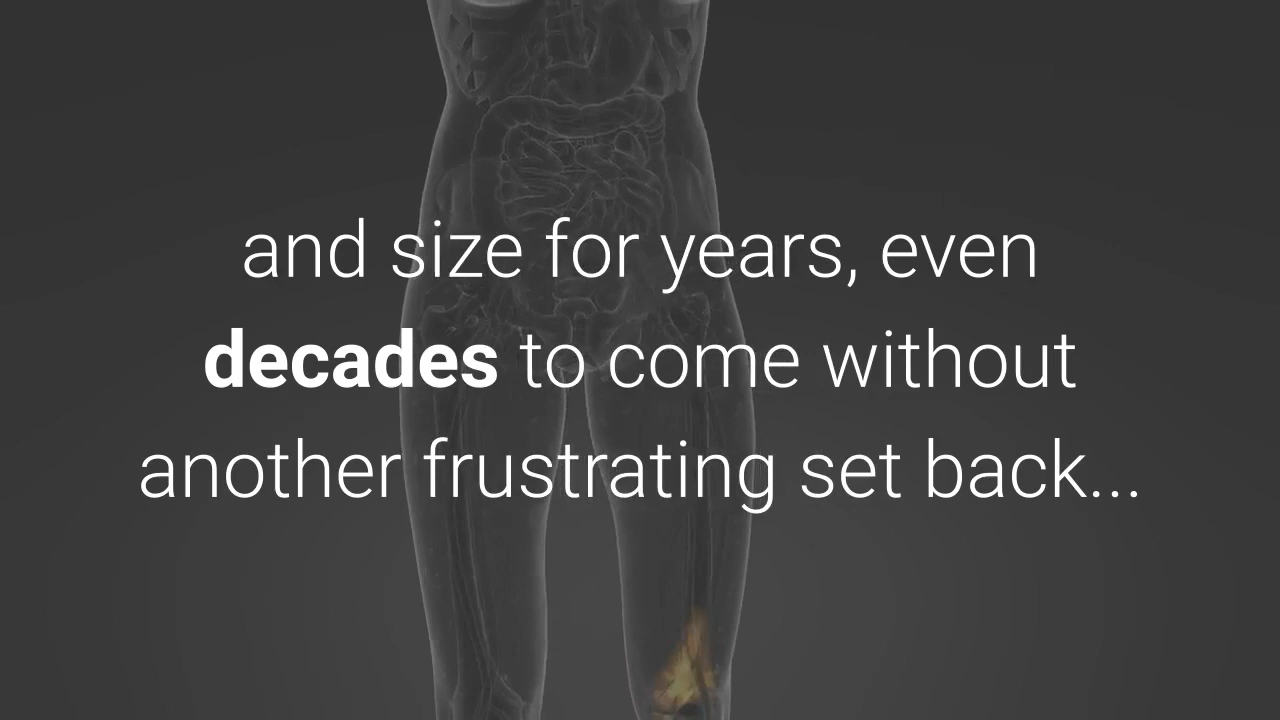 and size for years, even
decades to come without
another frustrating set back...